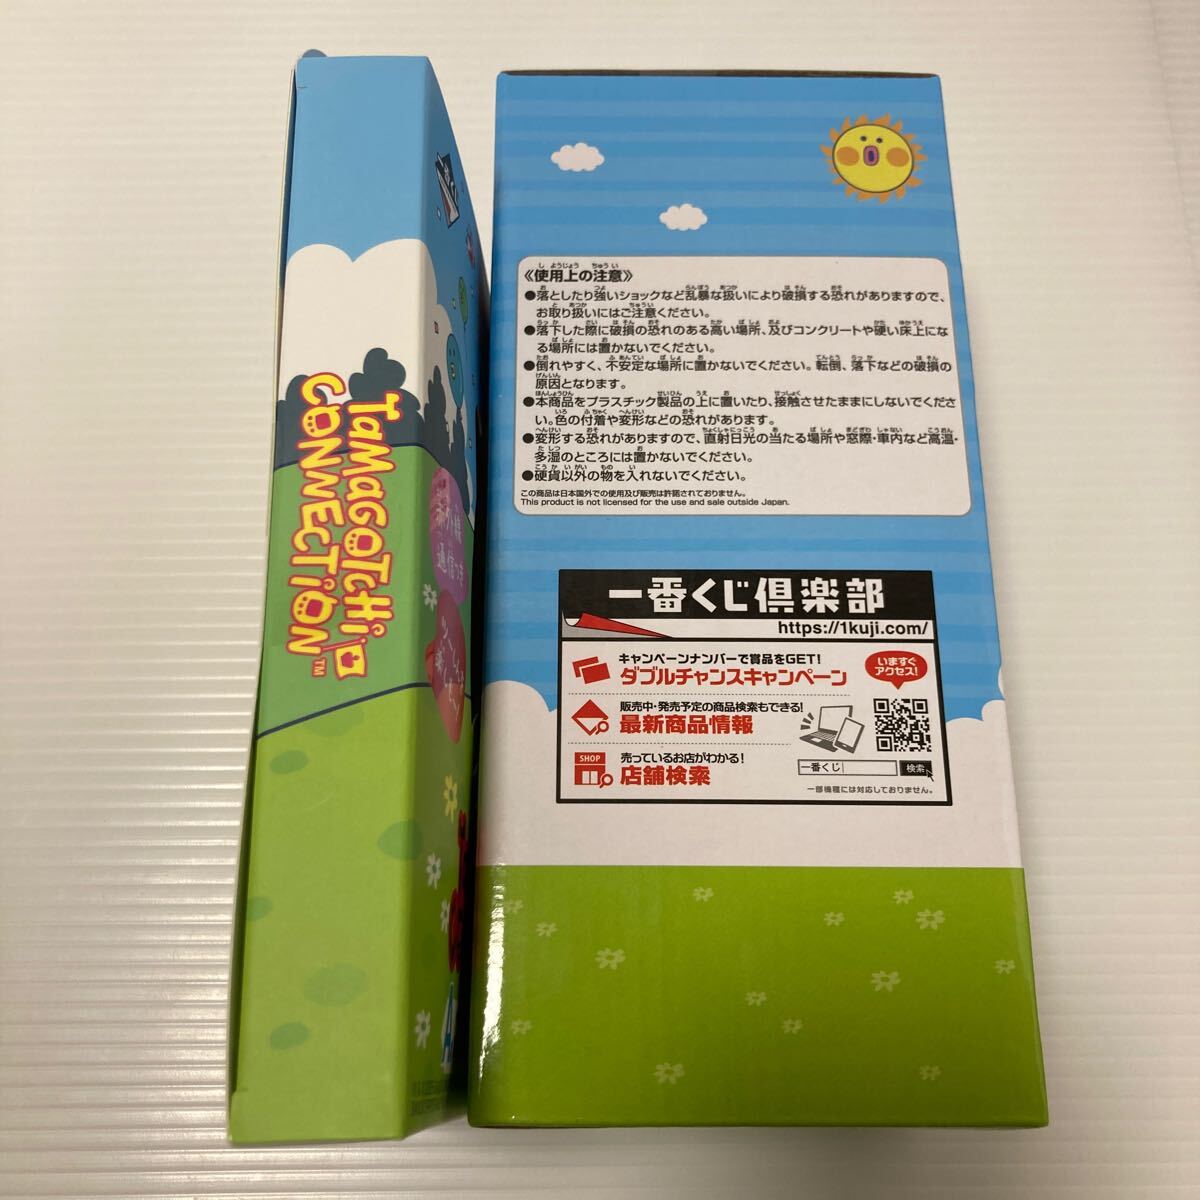 TaMaGOTCHi
CONNECTiON
TM
赤外線
通信つき
A
《使用上の注意》
しようじょう ちゅうい
●落としたり強いショックなど乱暴な扱いにより破損する恐れがありますので、
お取り扱いにはご注意ください。
●落下した際に破損の恐れのある高い場所、及びコンクリートや硬い床上にな
る場所には置かないでください。
●倒れやすく、不安定な場所に置かないでください。転倒、落下などの破損の
原因となります。
●本商品をプラスチック製品の上に置いたり、接触させたままにしないでくださ
い。色の付着や変形などの恐れがあります。
●変形する恐れがありますので、直射日光の当たる場所や窓際・車内など高温・
多湿のところには置かないでください。
●硬貨以外の物を入れないでください。
この商品は日本国外での使用及び販売は許諾されておりません。
This product is not licensed for the use and sale outside Japan.
一番くじ倶楽部
https://1kuji.com/
キャンペーンナンバーで賞品をGET!
ダブルチャンスキャンペーン
いますぐ
アクセス!
販売中・発売予定の商品検索もできる!
最新商品情報
SHOP
売っているお店がわかる!
店舗検索
一番くじ 検索
一部機種には対応しておりません。